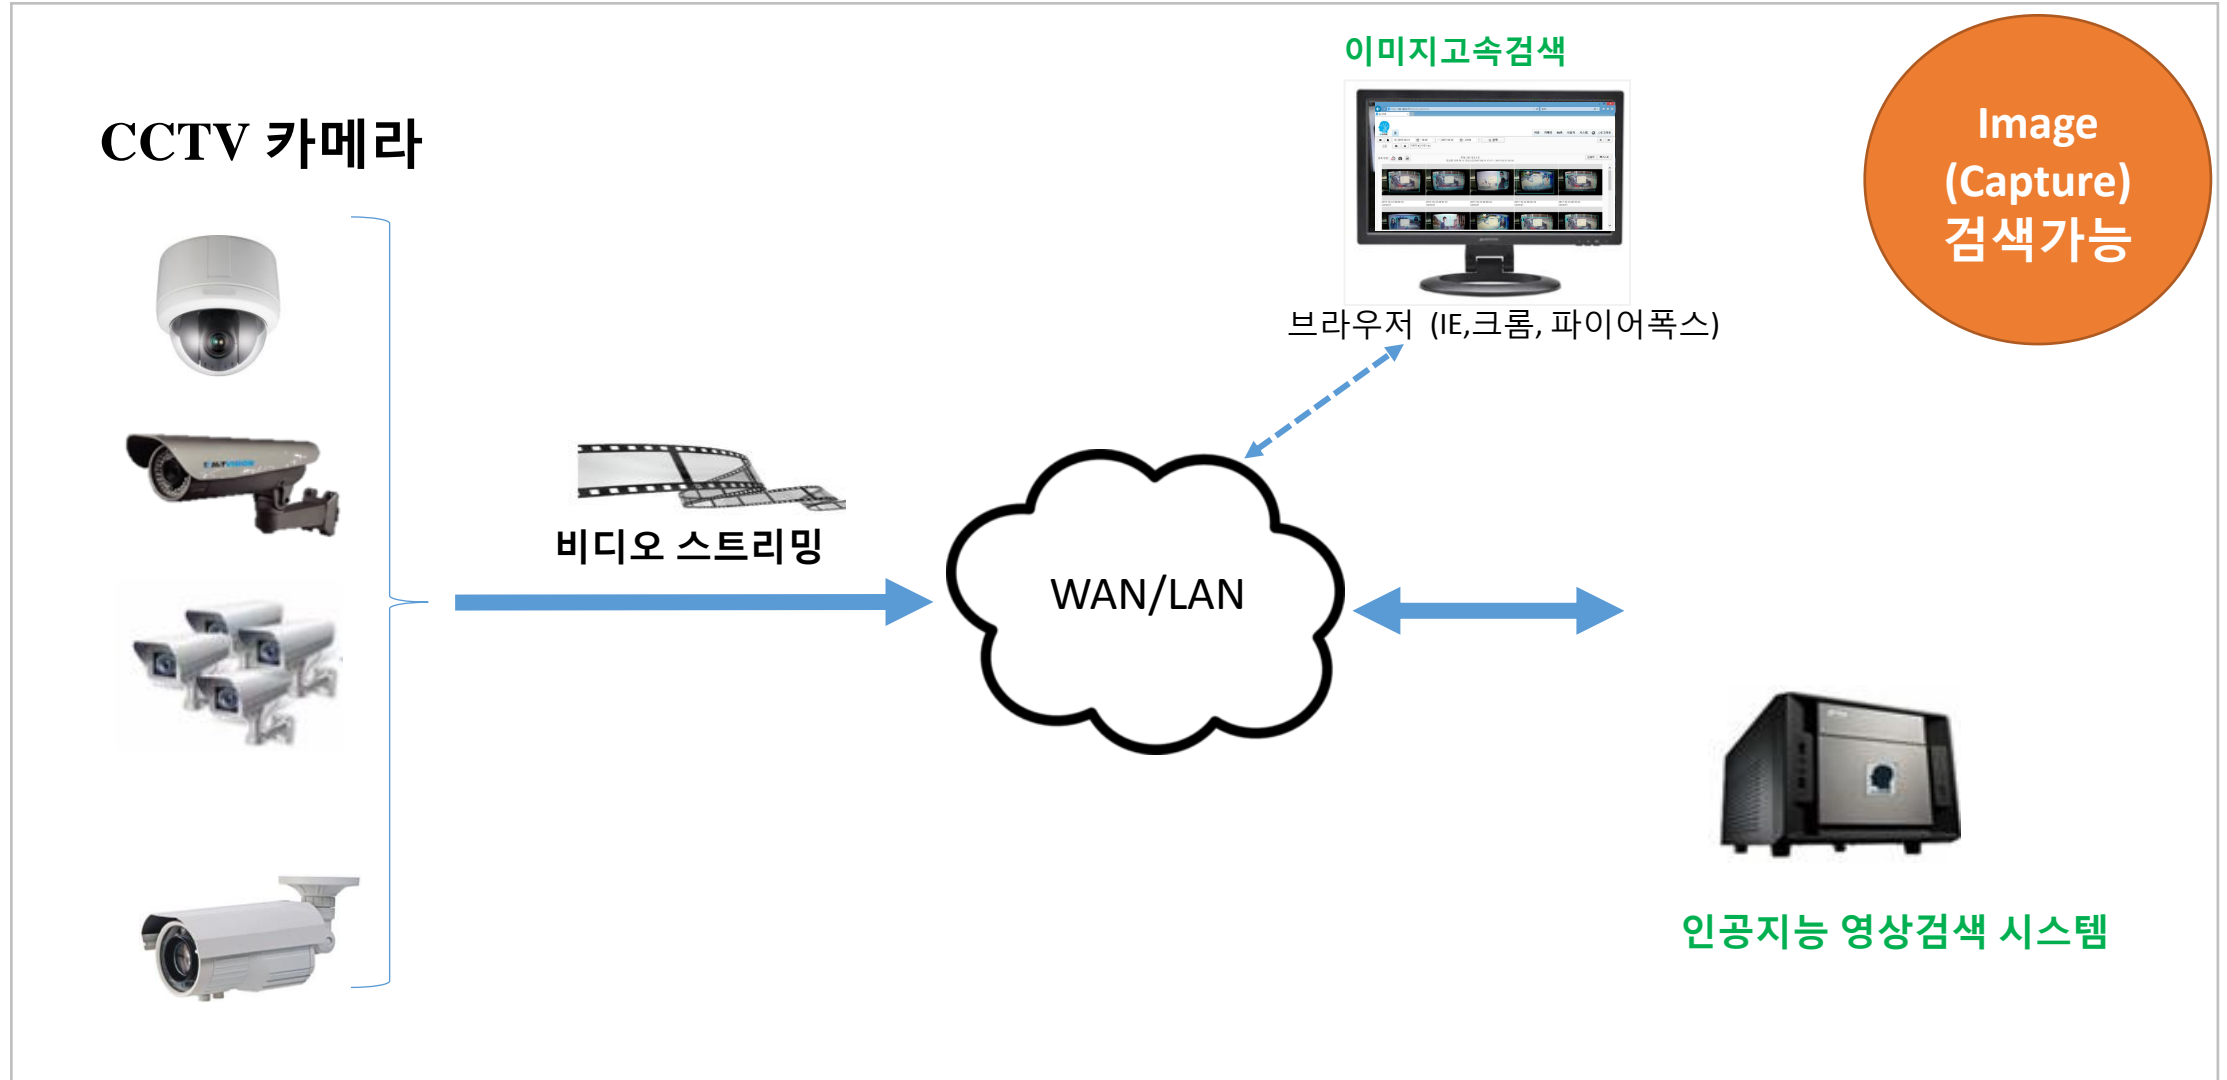 이미지고속검색
CCTV 카메라
Image
(Capture)
검색가능
브라우저 (IE,크롬, 파이어폭스)
비디오 스트리밍
WAN/LAN
인공지능 영상검색 시스템